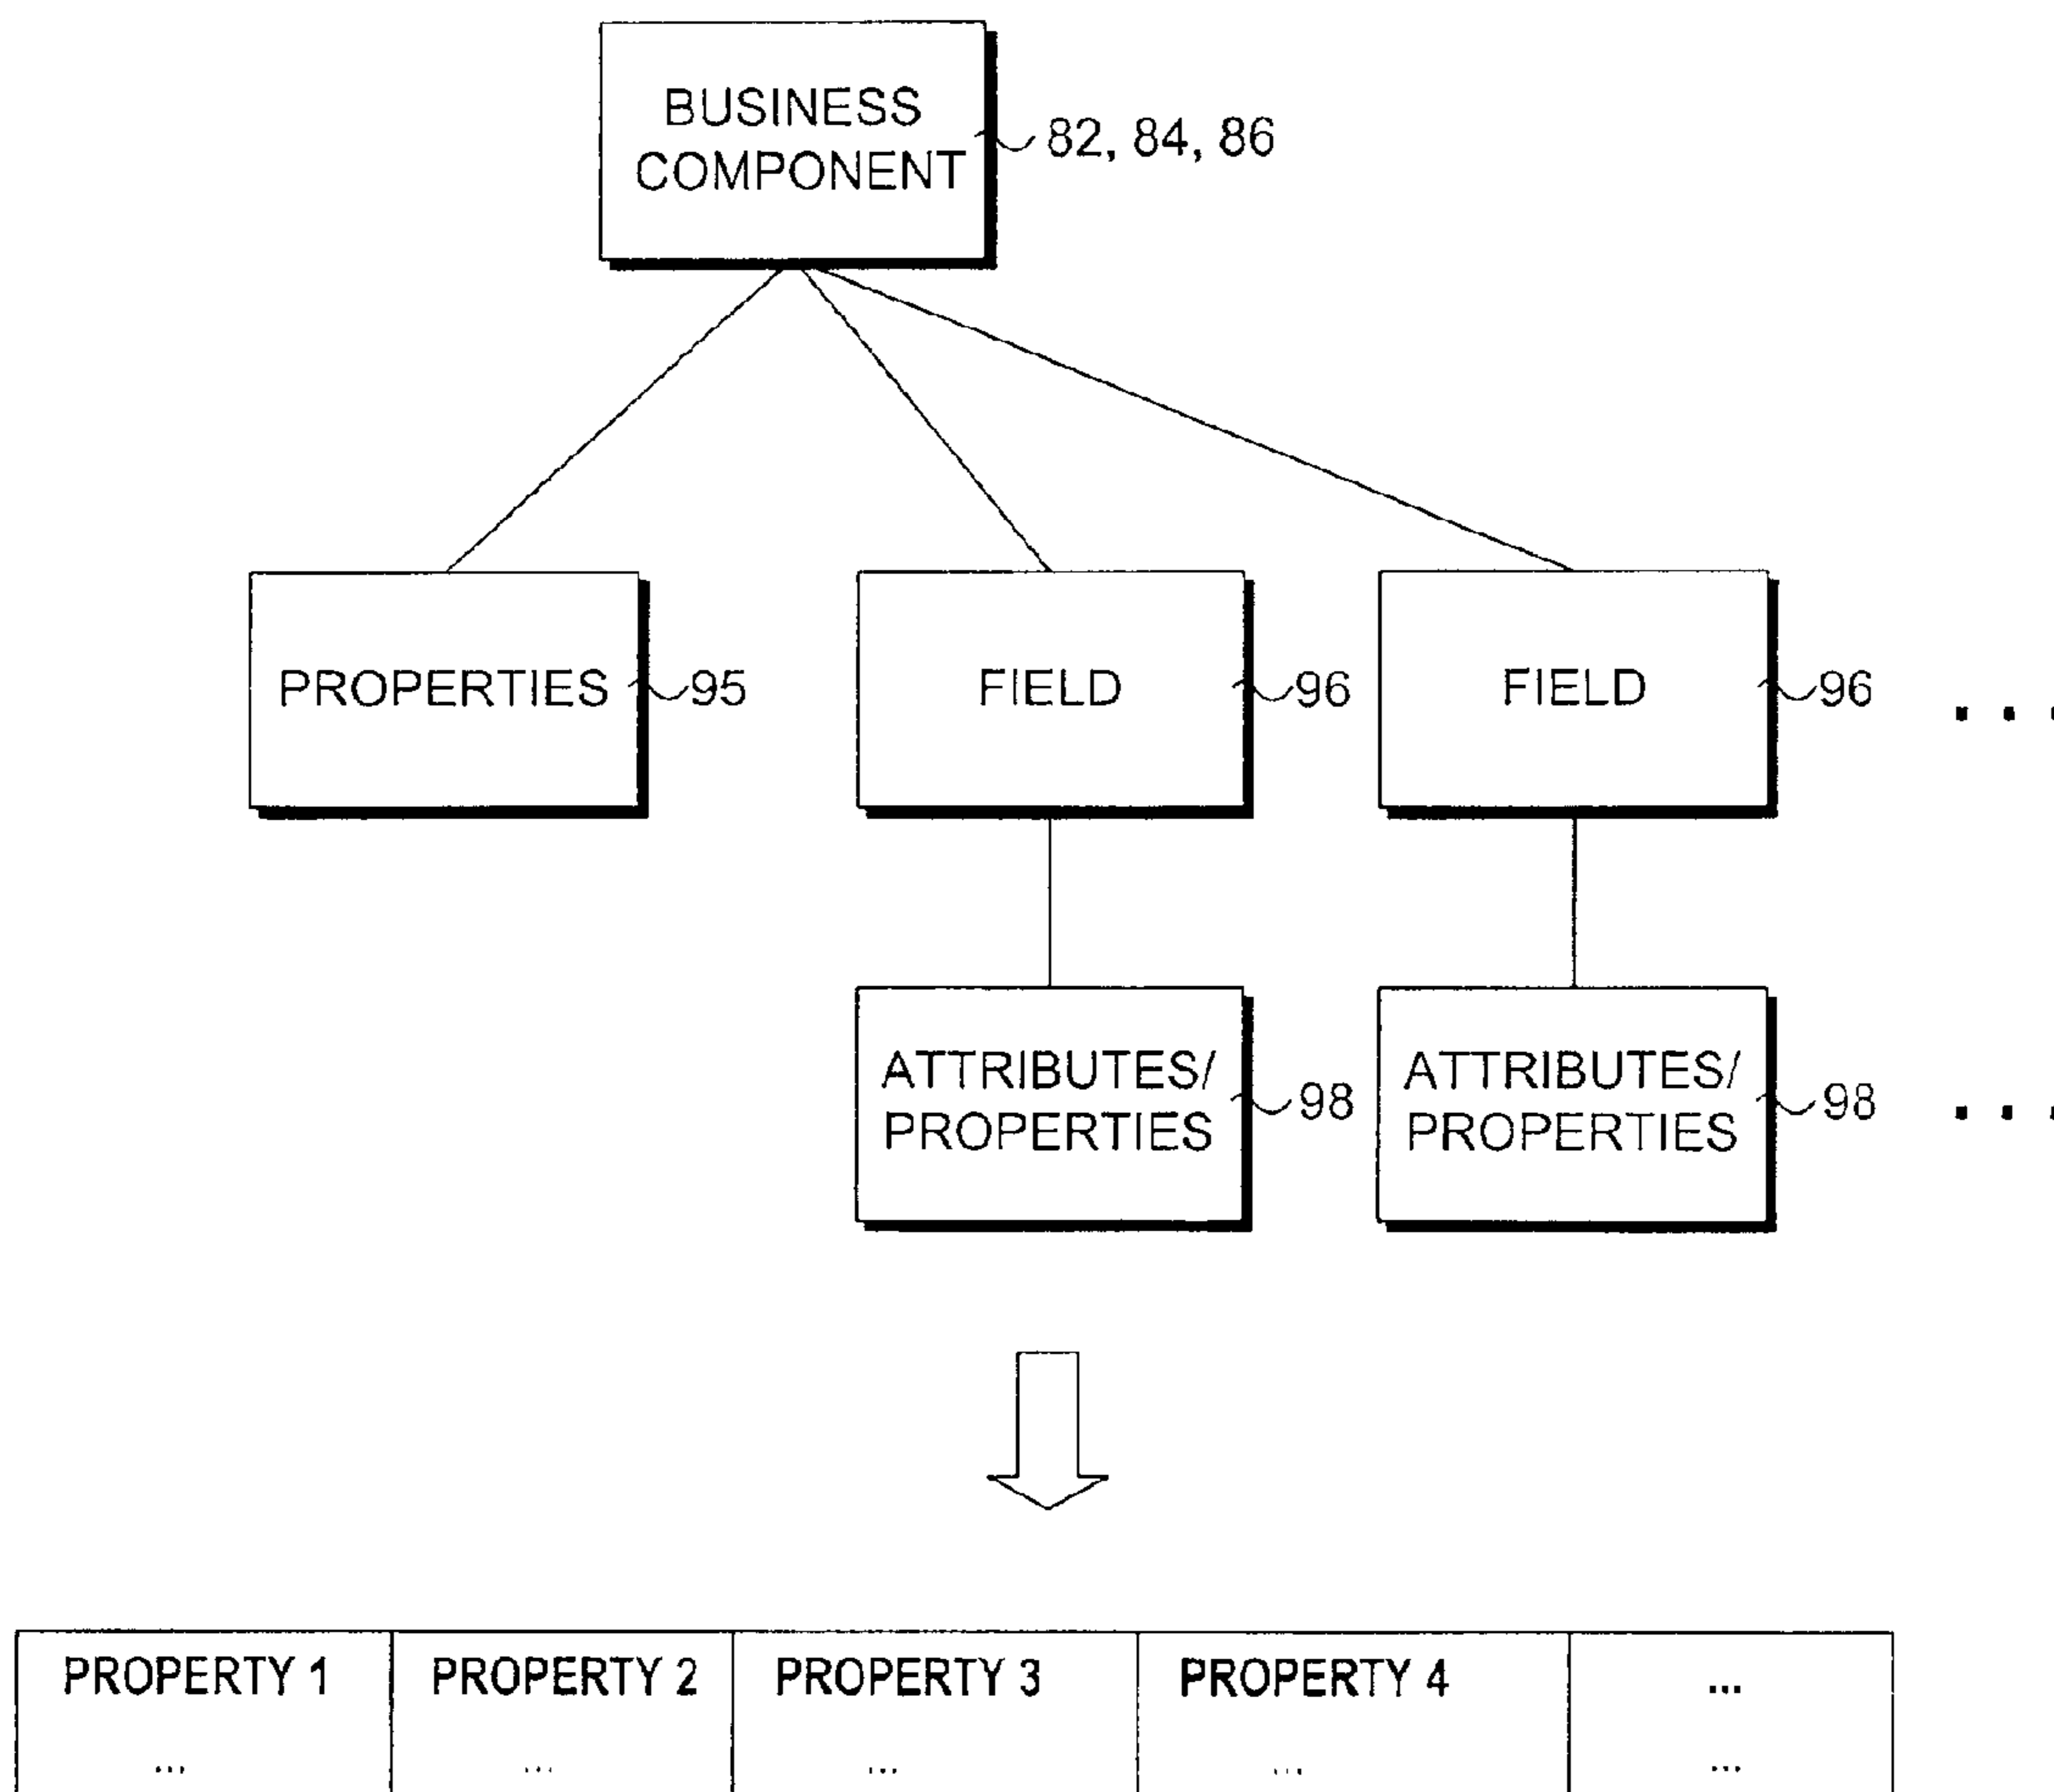 BUSINESS
COMPONENT
82, 84, 86
PROPERTIES 95
FIELD 96
FIELD 96
...
ATTRIBUTES/
PROPERTIES
98
ATTRIBUTES/
PROPERTIES
98
...
PROPERTY 1 PROPERTY 2 PROPERTY 3 PROPERTY 4 ...
... ... ... ... ...